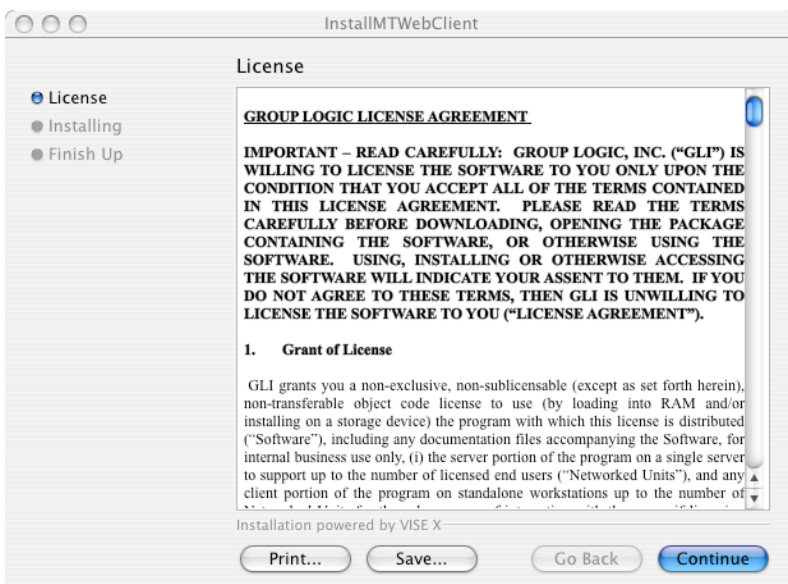 InstallMTWebClient
License
License
Installing
Finish Up
GROUP LOGIC LICENSE AGREEMENT
IMPORTANT – READ CAREFULLY: GROUP LOGIC, INC. (“GLI”) IS
WILLING TO LICENSE THE SOFTWARE TO YOU ONLY UPON THE
CONDITION THAT YOU ACCEPT ALL OF THE TERMS CONTAINED
IN THIS LICENSE AGREEMENT. PLEASE READ THE TERMS
CAREFULLY BEFORE DOWNLOADING, OPENING THE PACKAGE
CONTAINING THE SOFTWARE, OR OTHERWISE USING THE
SOFTWARE. USING, INSTALLING OR OTHERWISE ACCESSING
THE SOFTWARE WILL INDICATE YOUR ASSENT TO THEM. IF YOU
DO NOT AGREE TO THESE TERMS, THEN GLI IS UNWILLING TO
LICENSE THE SOFTWARE TO YOU (“LICENSE AGREEMENT”).
1. Grant of License
GLI grants you a non-exclusive, non-sublicensable (except as set forth herein),
non-transferable object code license to use (by loading into RAM and/or
installing on a storage device) the program with which this license is distributed
(“Software”), including any documentation files accompanying the Software, for
internal business use only, (i) the server portion of the program on a single server
to support up to the number of licensed end users (“Networked Units”), and any
client portion of the program on standalone workstations up to the number of
Installation powered by VISE X
Print...
Save...
Go Back
Continue